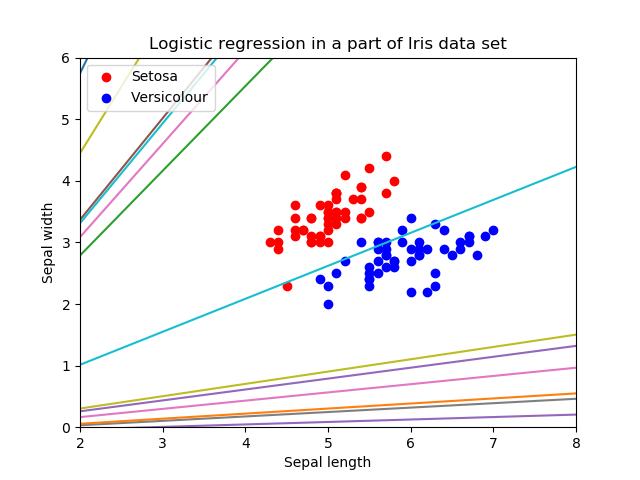 Logistic regression in a part of Iris data set
Setosa
Versicolour
Sepal width
6
5
4
3
2
1
0
2 3 4 5 6 7 8
Sepal length